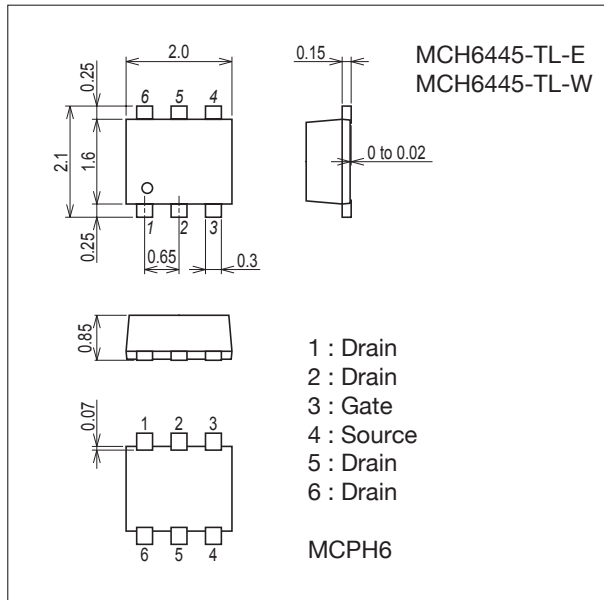 MCH6445-TL-E
MCH6445-TL-W
2.0
0.15
0.25
6 5 4
2.1
1.6
0 to 0.02
0.25
1 2 3
0.65
0.3
0.85
0.07
1 2 3
6 5 4
1 : Drain
2 : Drain
3 : Gate
4 : Source
5 : Drain
6 : Drain
MCPH6